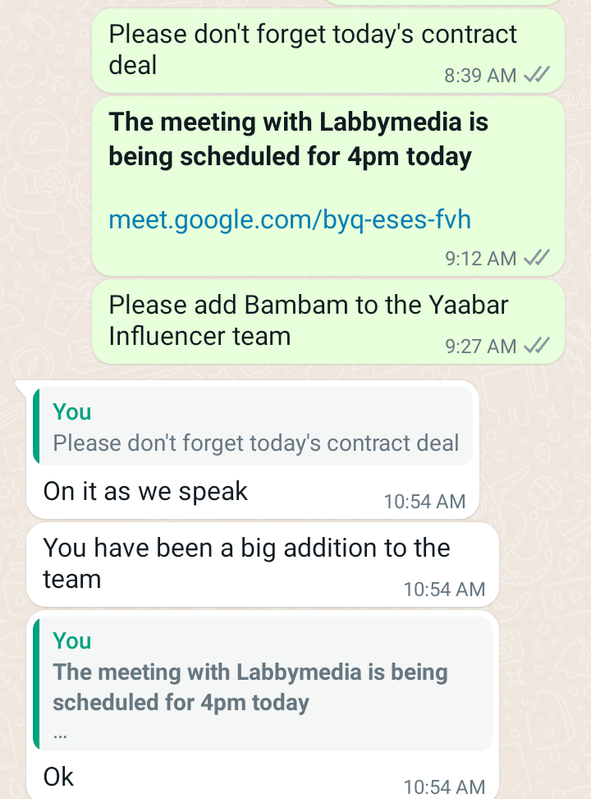 Please don't forget today's contract
deal
8:39 AM
The meeting with Labbymedia is
being scheduled for 4pm today
meet.google.com/byq-eses-fvh
9:12 AM
Please add Bambam to the Yaabar
Influencer team
9:27 AM
You
Please don't forget today's contract deal
On it as we speak
10:54 AM
You have been a big addition to the
team
10:54 AM
You
The meeting with Labbymedia is being
scheduled for 4pm today
...
Ok
10:54 AM